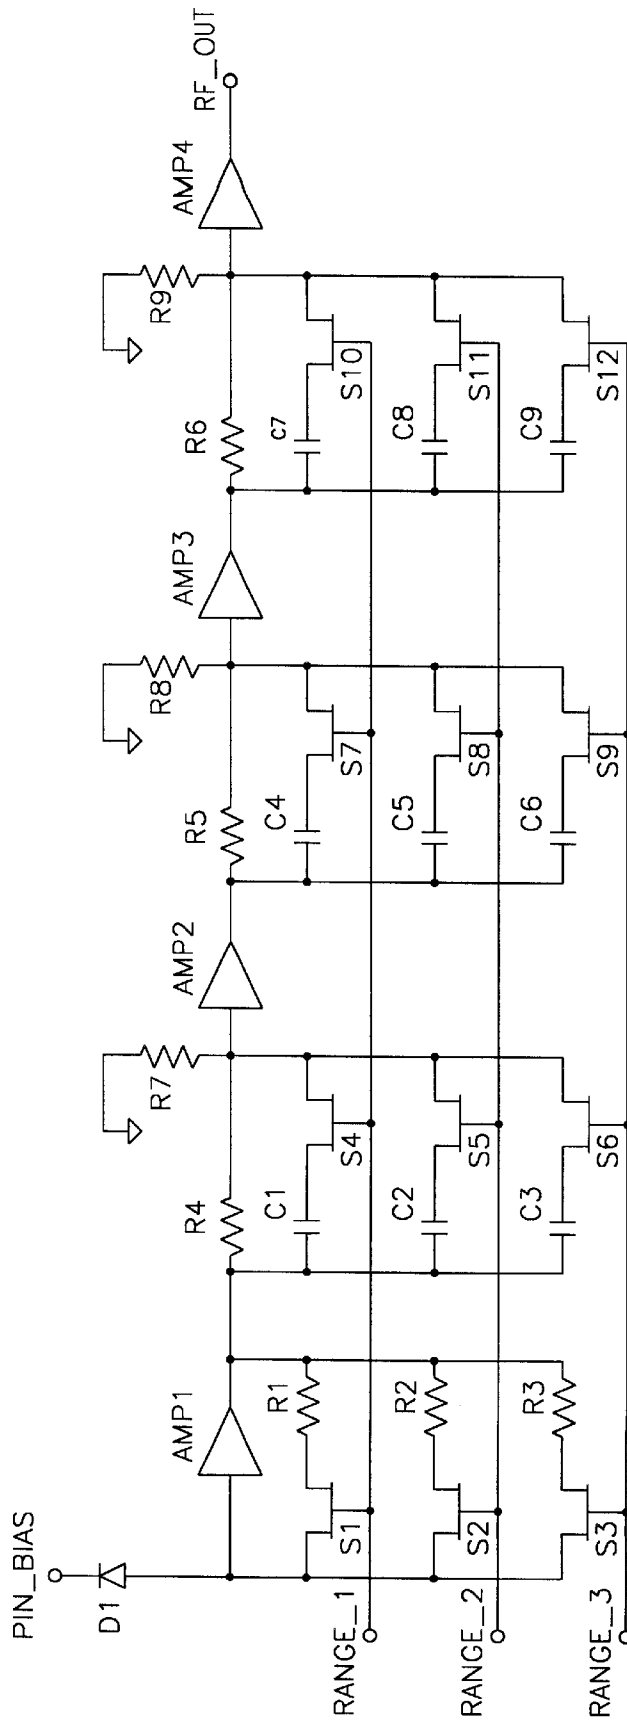 PIN_BIAS
D1
AMP1
AMP2
AMP3
AMP4
RF_OUT
R7
R8
R9
R4
R5
R6
R1
C1
C4
c7
S1
S4
S7
S10
RANGE_1
R2
C2
C5
C8
S2
S5
S8
S11
RANGE_2
R3
C3
C6
C9
S3
S6
S9
S12
RANGE_3